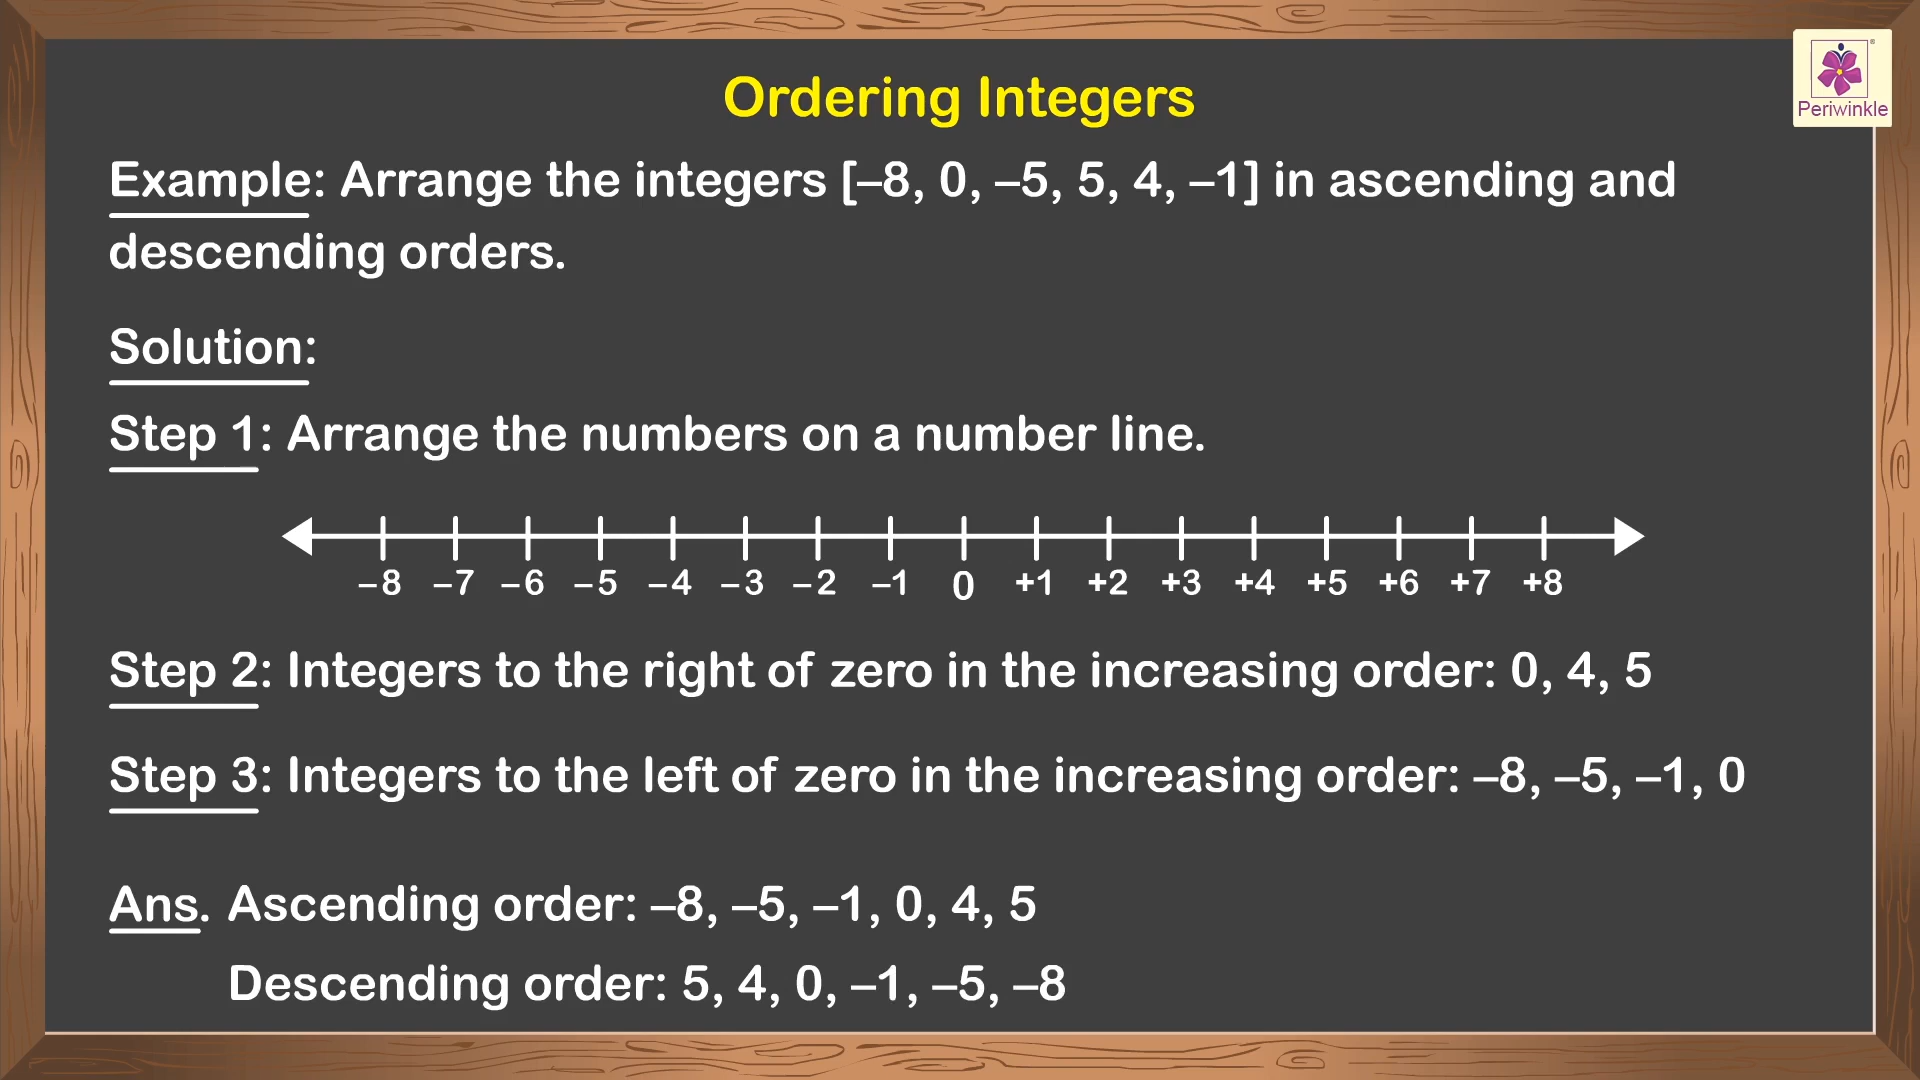 Ordering Integers
Periwinkle
Example: Arrange the integers [–8, 0, –5, 5, 4, –1] in ascending and
descending orders.
Solution:
Step 1: Arrange the numbers on a number line.
–8 –7 –6 –5 –4 –3 –2 –1 0 +1 +2 +3 +4 +5 +6 +7 +8
Step 2: Integers to the right of zero in the increasing order: 0, 4, 5
Step 3: Integers to the left of zero in the increasing order: –8, –5, –1, 0
Ans. Ascending order: –8, –5, –1, 0, 4, 5
Descending order: 5, 4, 0, –1, –5, –8